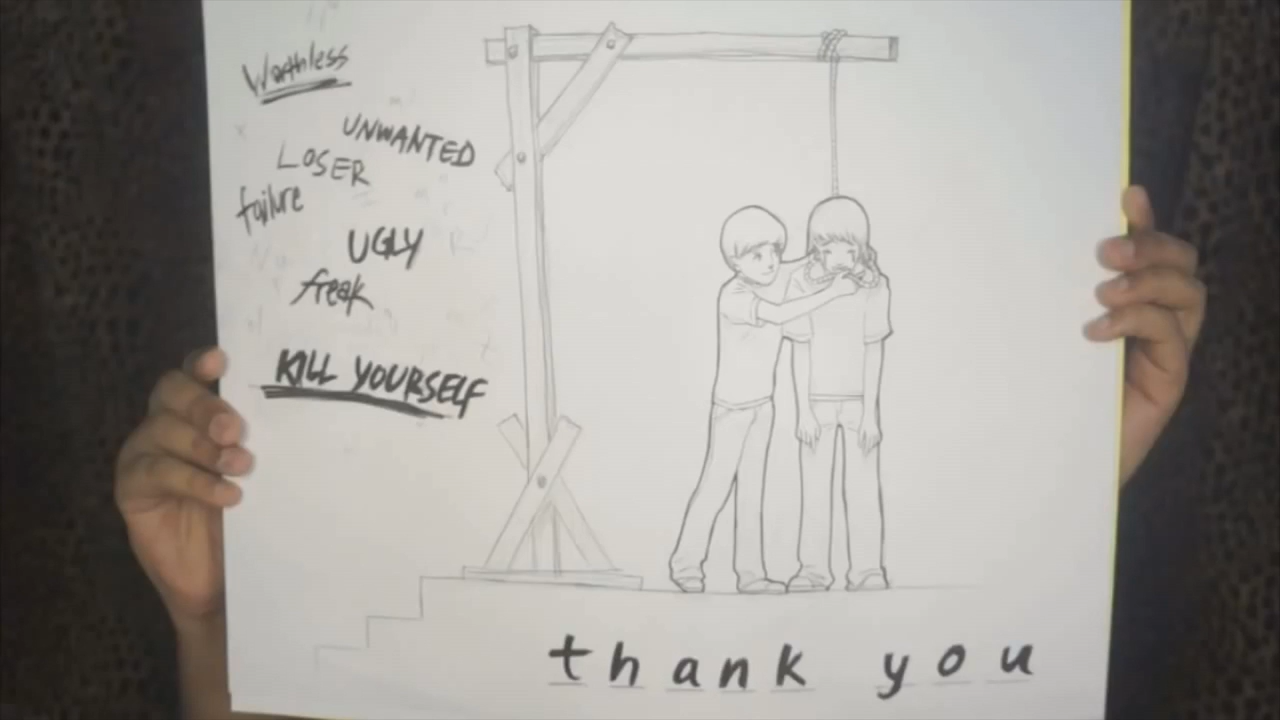 Worthless
UNWANTED
LOSER
failure
UGLY
freak
KILL YOURSELF
thank you